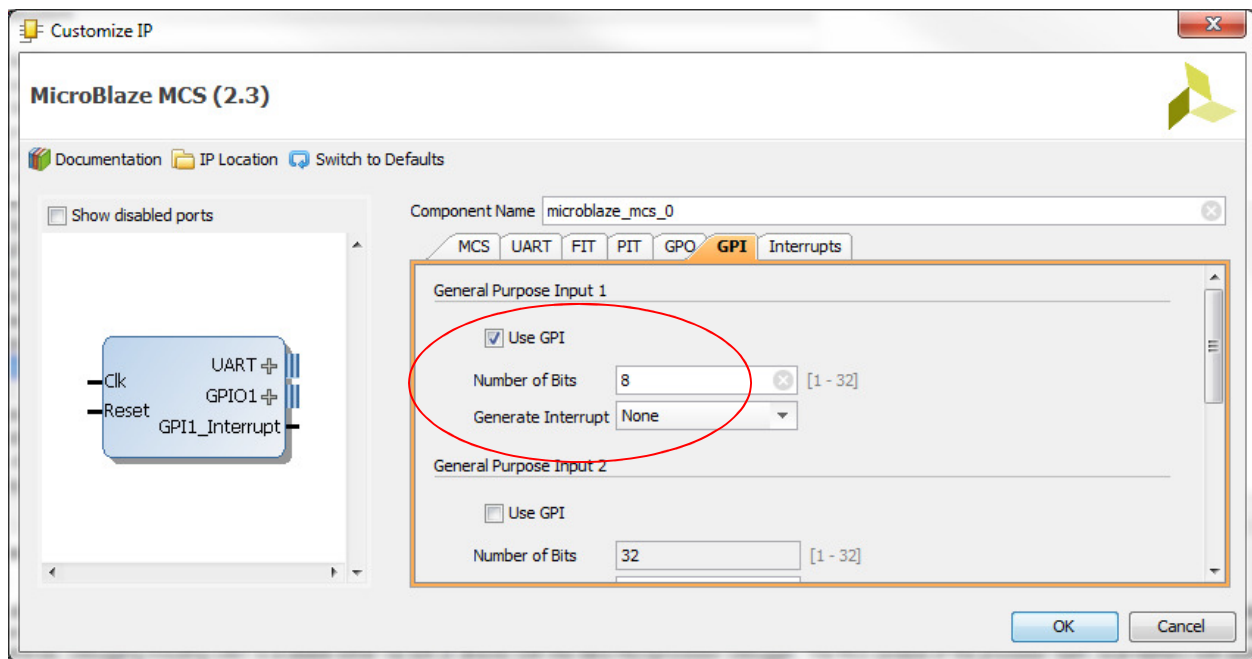 Customize IP
MicroBlaze MCS (2.3)
Documentation IP Location Switch to Defaults
Show disabled ports
Clk
Reset
UART
GPIO1
GPI1_Interrupt
Component Name microblaze_mcs_0
MCS UART FIT PIT GPO GPI Interrupts
General Purpose Input 1
Use GPI
Number of Bits 8 [1 - 32]
Generate Interrupt None
General Purpose Input 2
Use GPI
Number of Bits 32 [1 - 32]
OK Cancel